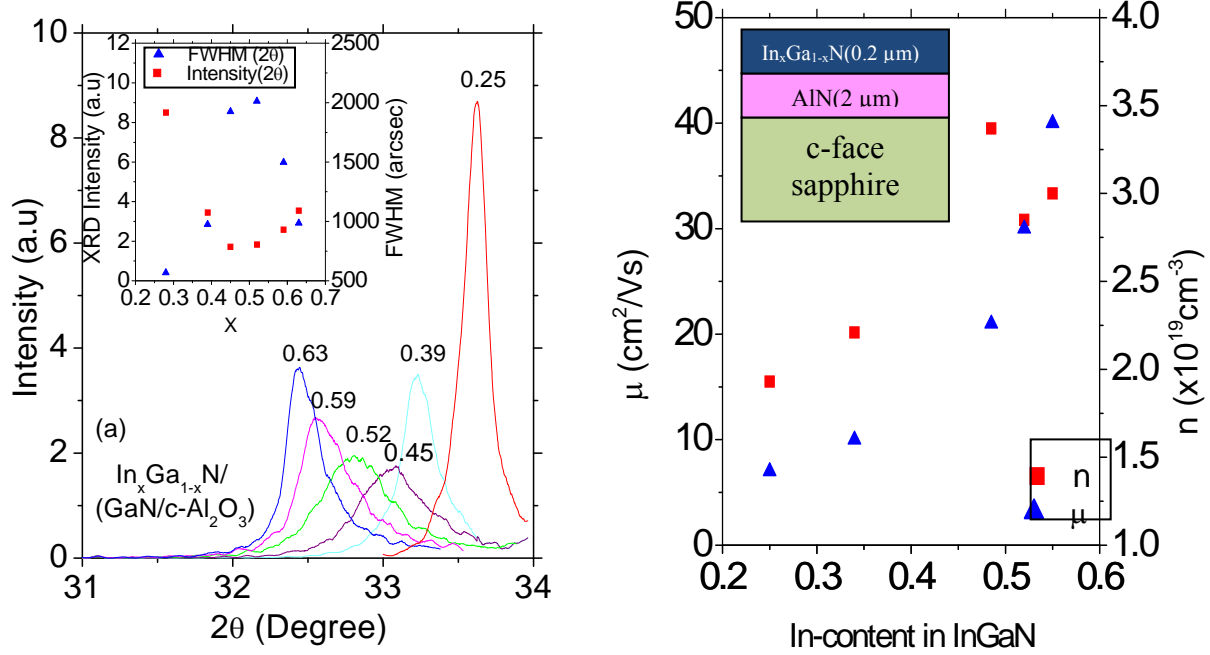 10
8
6
4
2
0
Intensity (a.u)
31
32
33
34
2θ (Degree)
12
10
8
6
4
2
0
XRD Intensity (a.u)
FWHM (2θ)
Intensity(2θ)
2500
2000
1500
1000
500
FWHM (arcsec)
0.2 0.3 0.4 0.5 0.6 0.7
X
0.25
0.63
0.59
0.52
0.45
0.39
(a)
InₓGa₁₋ₓN/
(GaN/c-Al₂O₃)
50
40
30
20
10
0
μ (cm²/Vs)
InₓGa₁₋ₓN(0.2 µm)
AlN(2 µm)
c-face
sapphire
n
μ
4.0
3.5
3.0
2.5
2.0
1.5
1.0
n (x10¹⁹cm⁻³)
0.2 0.3 0.4 0.5 0.6
In-content in InGaN